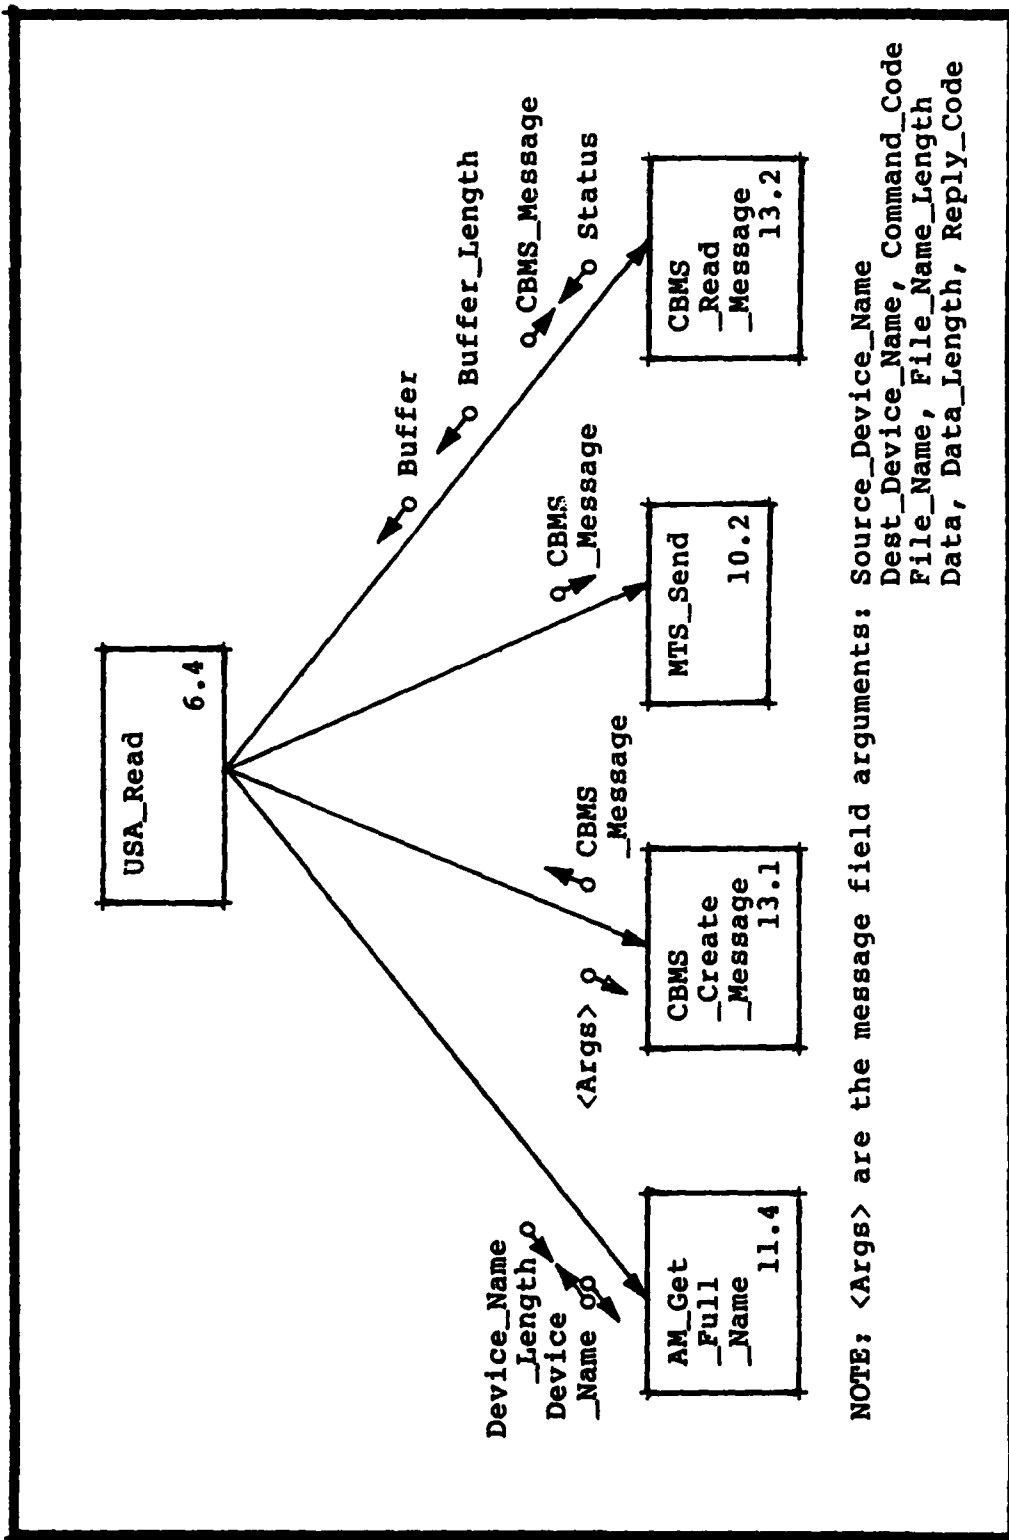 USA_Read
6.4
Device_Name
_Length
Device
_Name
<Args>
CBMS
_Message
CBMS
_Message
Buffer
Buffer_Length
CBMS_Message
Status
AM_Get
_Full
_Name
11.4
CBMS
_Create
_Message
13.1
MTS_Send
10.2
CBMS
_Read
_Message
13.2
NOTE: <Args> are the message field arguments: Source_Device_Name
Dest_Device_Name, Command_Code
File_Name, File_Name_Length
Data, Data_Length, Reply_Code